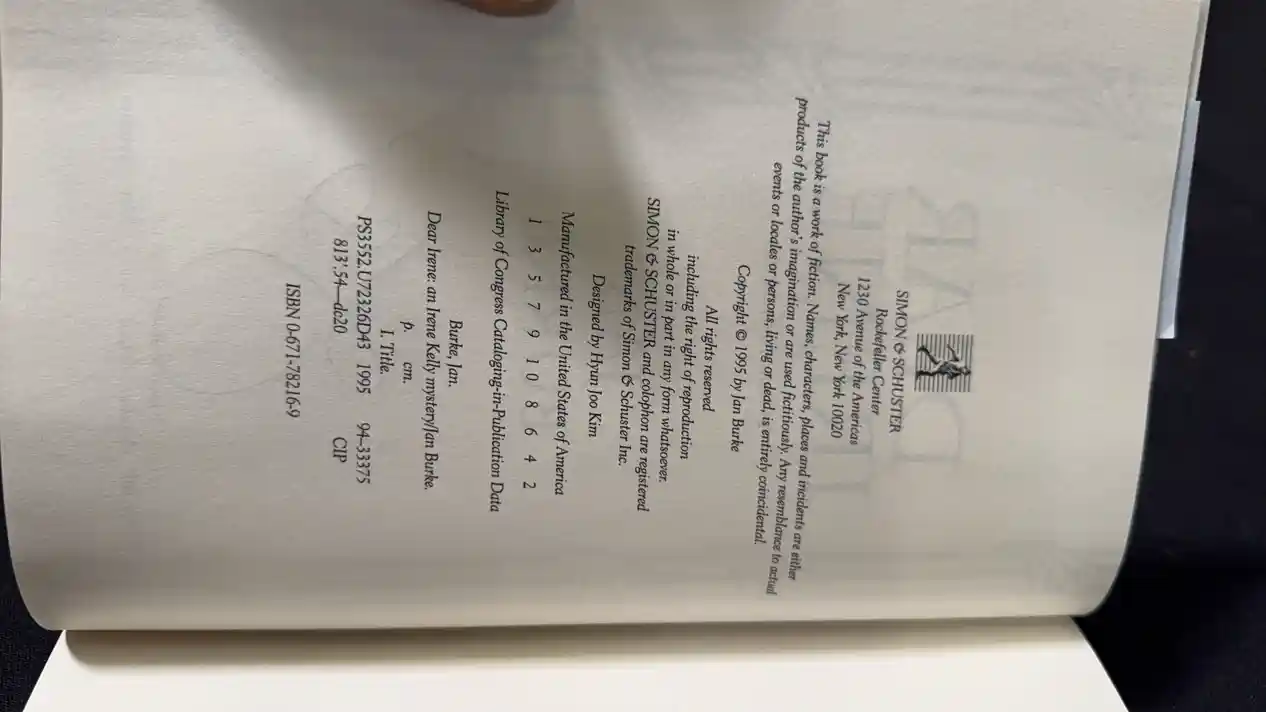 SIMON & SCHUSTER
Rockefeller Center
1230 Avenue of the Americas
New York, New York 10020
This book is a work of fiction. Names, characters, places and incidents are either
products of the author's imagination or are used fictitiously. Any resemblance to actual
events or locales or persons, living or dead, is entirely coincidental.
Copyright © 1995 by Jan Burke
All rights reserved
including the right of reproduction
in whole or in part in any form whatsoever.
SIMON & SCHUSTER and colophon are registered
trademarks of Simon & Schuster Inc.
Designed by Hyun Joo Kim
Manufactured in the United States of America
1 3 5 7 9 10 8 6 4 2
Library of Congress Cataloging-in-Publication Data
Burke, Jan.
Dear Irene: an Irene Kelly mystery/Jan Burke.
p. cm.
I. Title.
PS3552.U72326D43 1995 94-33375
813'.54—dc20 CIP
ISBN 0-671-78216-9